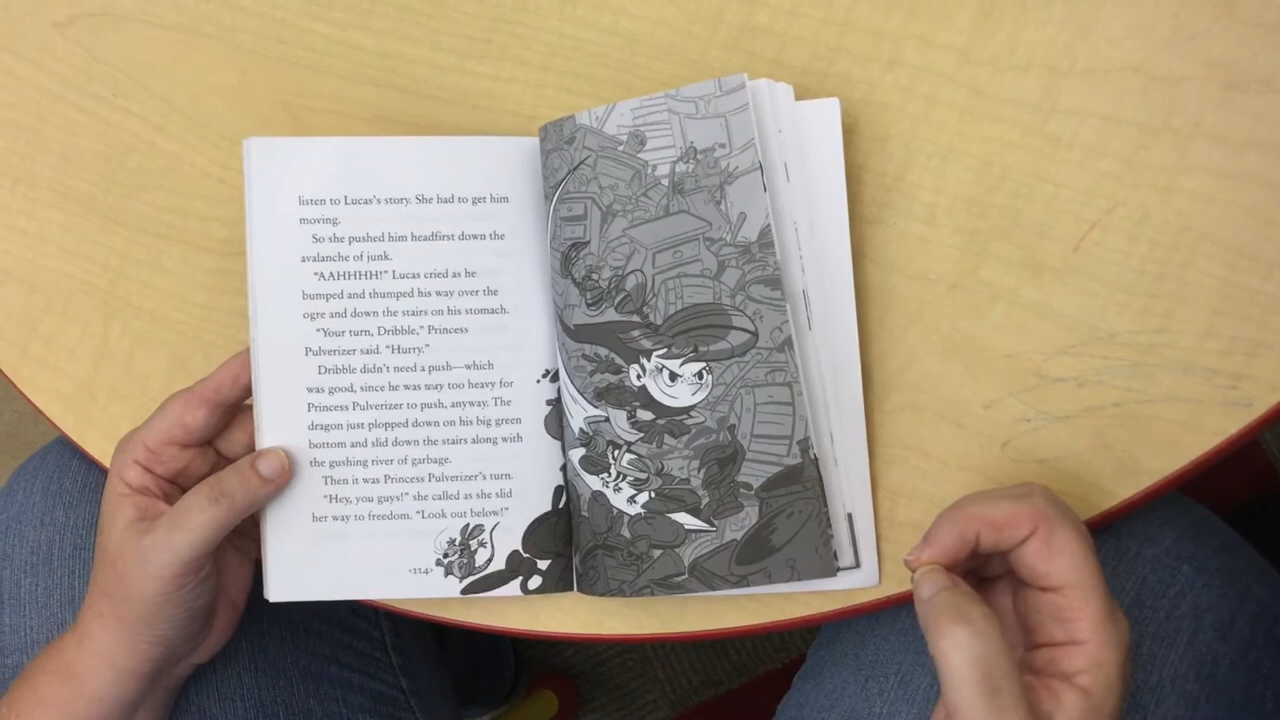 listen to Lucas's story. She had to get him
moving.
So she pushed him headfirst down the
avalanche of junk.
“AAHHHH!” Lucas cried as he
bumped and thumped his way over the
ogre and down the stairs on his stomach.
“Your turn, Dribble,” Princess
Pulverizer said. “Hurry.”
Dribble didn't need a push—which
was good, since he was way too heavy for
Princess Pulverizer to push, anyway. The
dragon just plopped down on his big green
bottom and slid down the stairs along with
the gushing river of garbage.
Then it was Princess Pulverizer's turn.
“Hey, you guys!” she called as she slid
her way to freedom. “Look out below!”
·114·